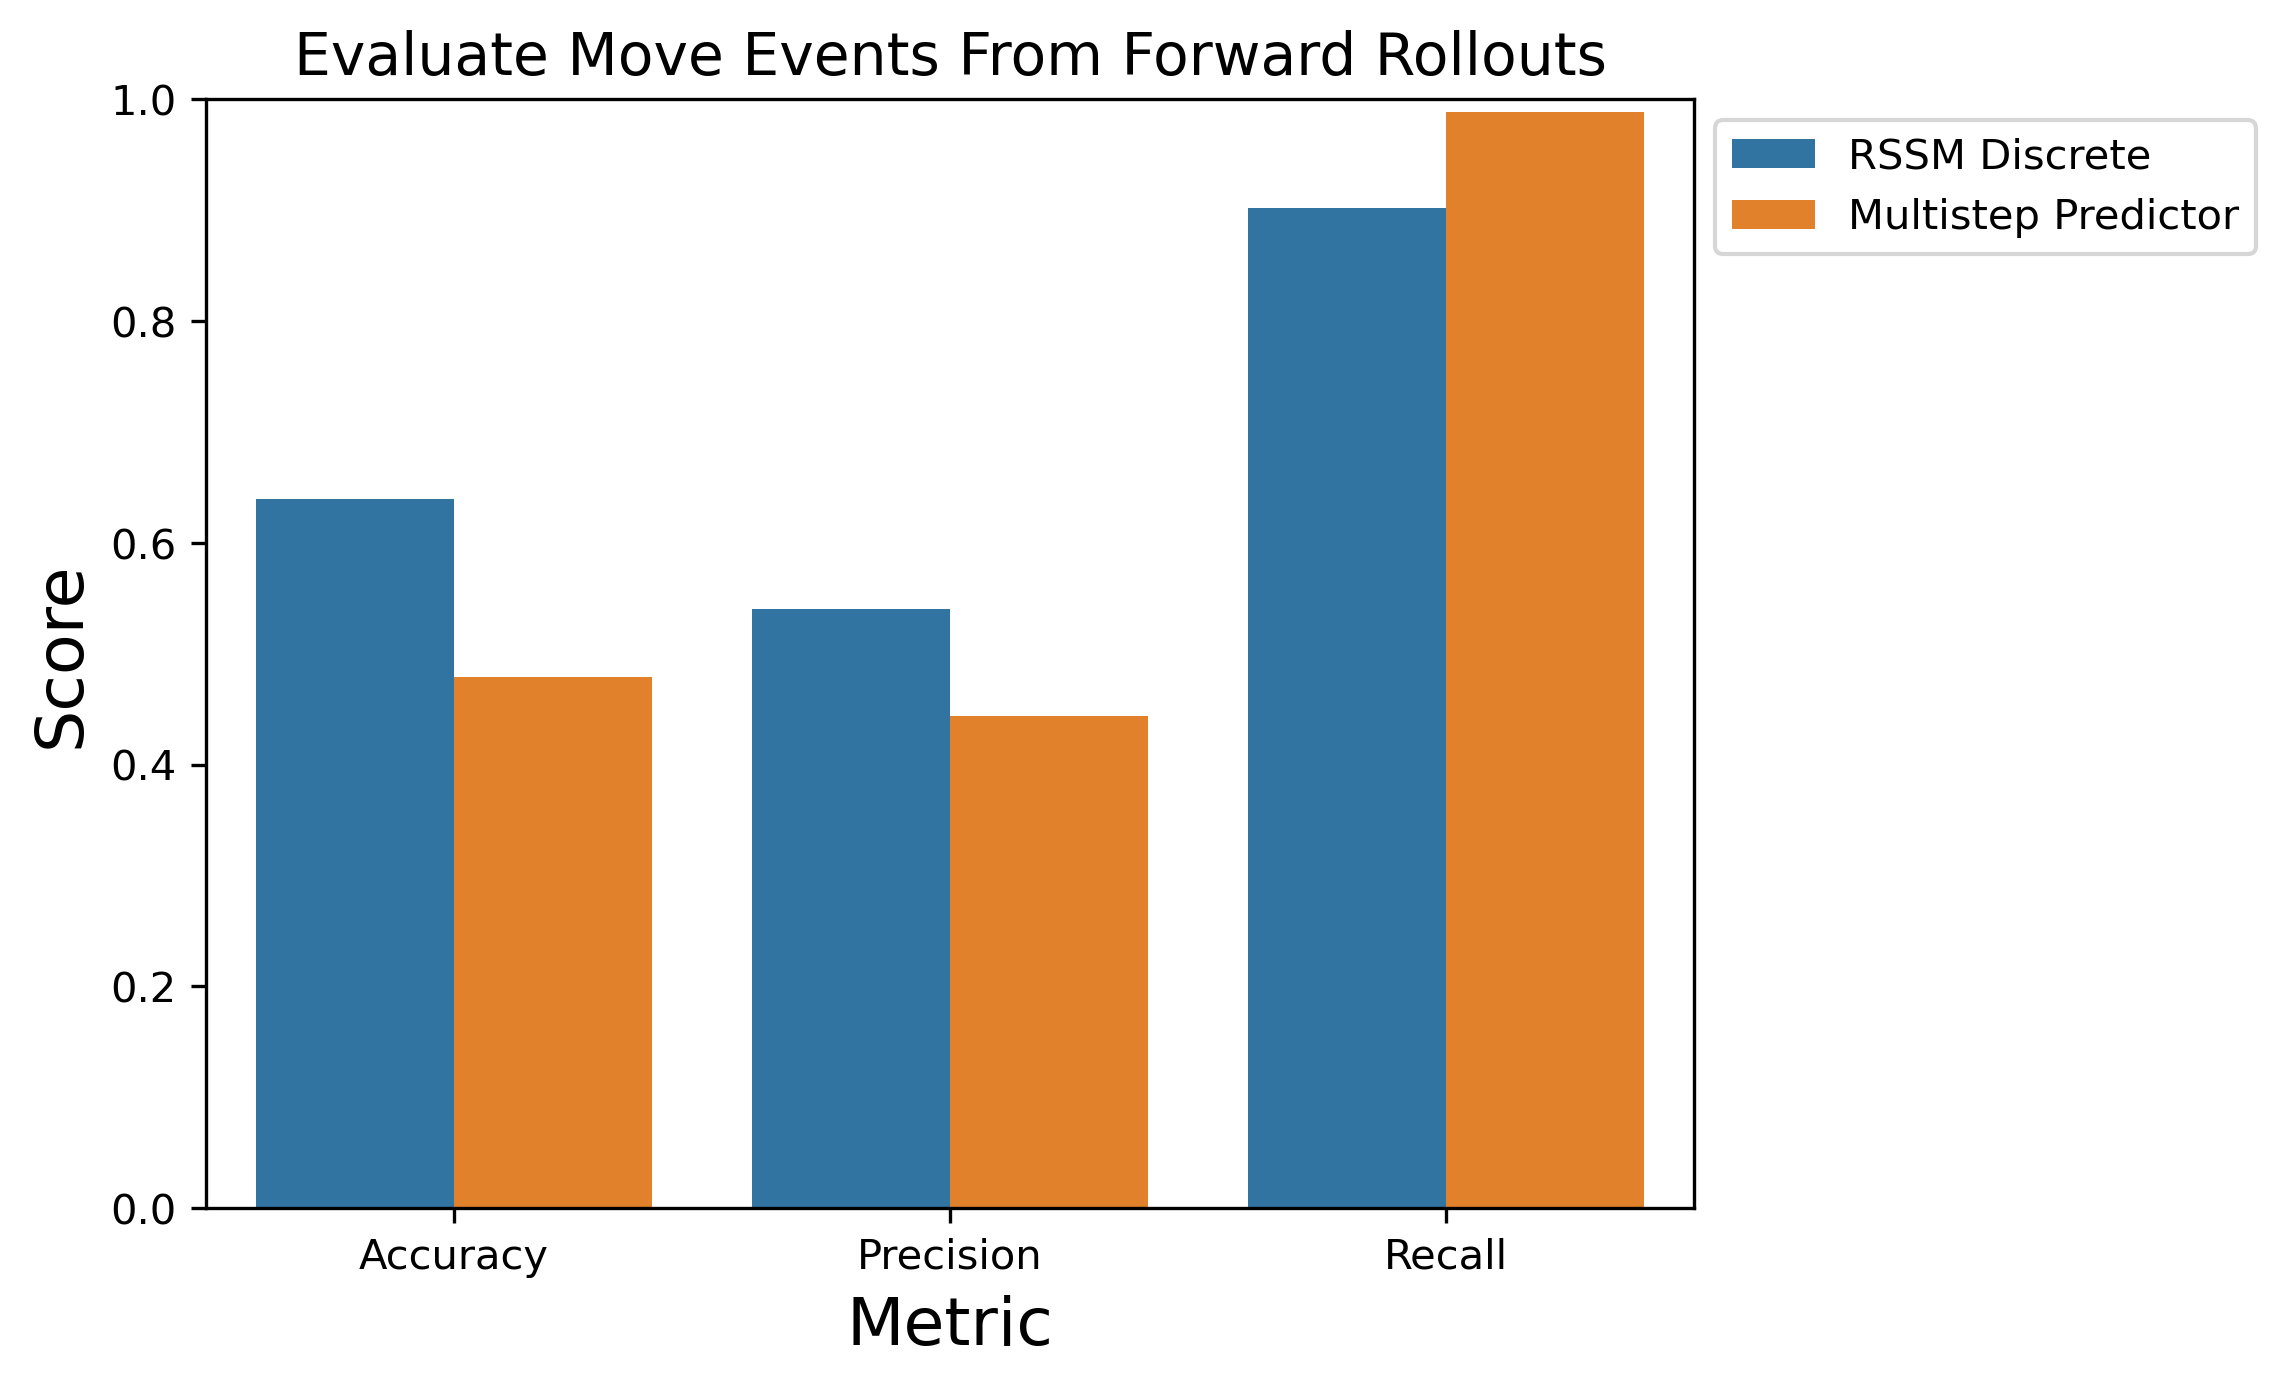 Evaluate Move Events From Forward Rollouts
1.0
0.8
0.6
0.4
0.2
0.0
Score
Accuracy
Precision
Recall
Metric
RSSM Discrete
Multistep Predictor